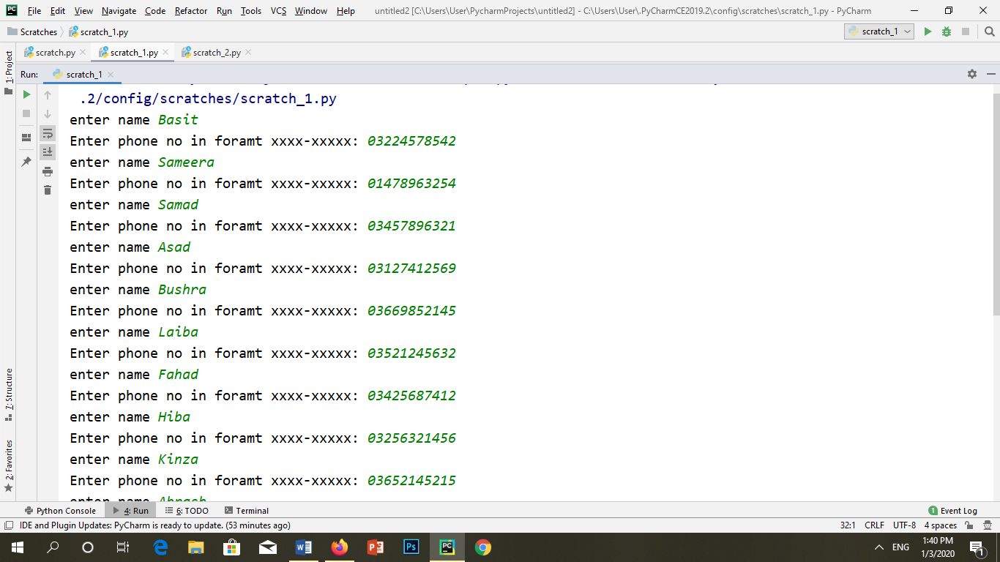 File Edit View Navigate Code Refactor Run Tools VCS Window Help untitled2 [C:\Users\User\PycharmProjects\untitled2] - C:\Users\User\.PyCharmCE2019.2\config\scratches\scratch_1.py - PyCharm
Scratches scratch_1.py scratch_1
scratch.py scratch_1.py scratch_2.py
1: Project
Run: scratch_1
.2/config/scratches/scratch_1.py
enter name Basit
Enter phone no in foramt xxxx-xxxxx: 03224578542
enter name Sameera
Enter phone no in foramt xxxx-xxxxx: 01478963254
enter name Samad
Enter phone no in foramt xxxx-xxxxx: 03457896321
enter name Asad
Enter phone no in foramt xxxx-xxxxx: 03127412569
enter name Bushra
Enter phone no in foramt xxxx-xxxxx: 03669852145
enter name Laiba
Enter phone no in foramt xxxx-xxxxx: 03521245632
enter name Fahad
Enter phone no in foramt xxxx-xxxxx: 03425687412
enter name Hiba
Enter phone no in foramt xxxx-xxxxx: 03256321456
enter name Kinza
Enter phone no in foramt xxxx-xxxxx: 03652145215
enter name
7: Structure
2: Favorites
Python Console 4: Run 6: TODO Terminal 1 Event Log
IDE and Plugin Updates: PyCharm is ready to update. (53 minutes ago) 32:1 CRLF UTF-8 4 spaces
ENG 1:40 PM
1/3/2020 1